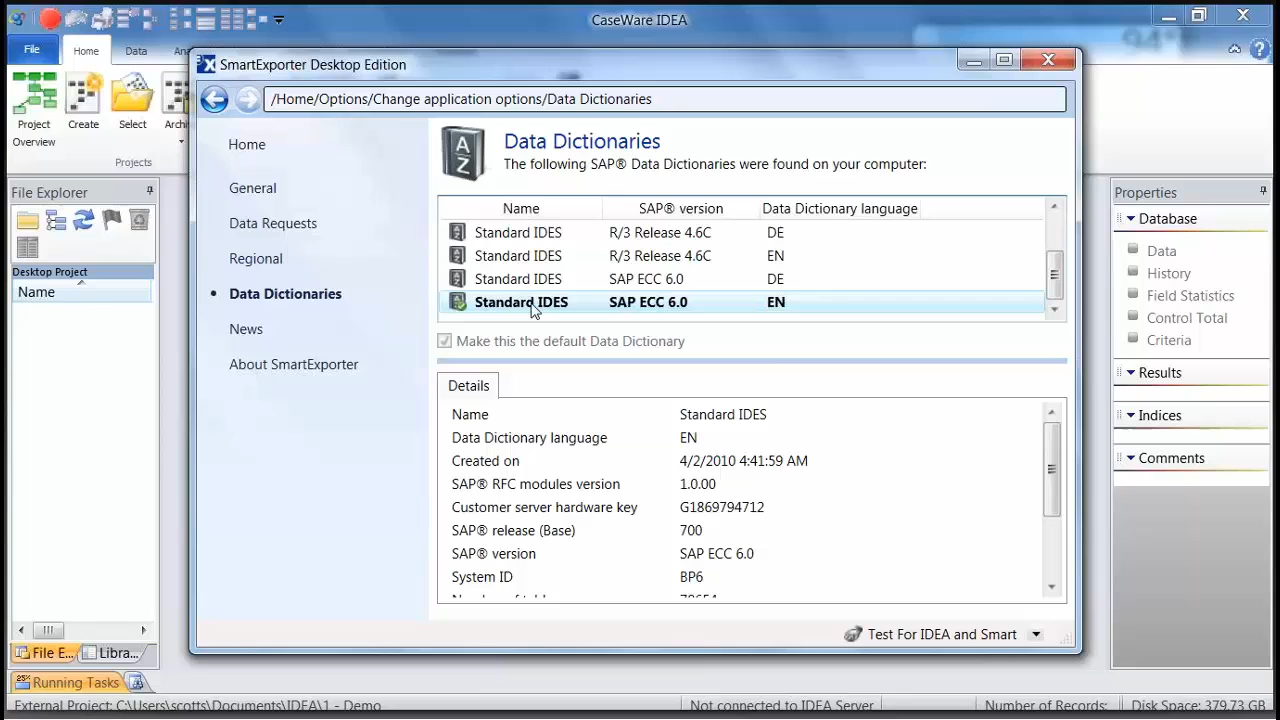 CaseWare IDEA
File
Home
Data
SmartExporter Desktop Edition
/Home/Options/Change application options/Data Dictionaries
Project Overview
Create
Select
Projects
Home
General
Data Requests
Regional
Data Dictionaries
News
About SmartExporter
Data Dictionaries
The following SAP® Data Dictionaries were found on your computer:
Name SAP® version Data Dictionary language
Standard IDES R/3 Release 4.6C DE
Standard IDES R/3 Release 4.6C EN
Standard IDES SAP ECC 6.0 DE
Standard IDES SAP ECC 6.0 EN
Make this the default Data Dictionary
Details
Name Standard IDES
Data Dictionary language EN
Created on 4/2/2010 4:41:59 AM
SAP® RFC modules version 1.0.00
Customer server hardware key G1869794712
SAP® release (Base) 700
SAP® version SAP ECC 6.0
System ID BP6
Test For IDEA and Smart
File Explorer
Desktop Project
Name
File E...
Libra...
Running Tasks
Properties
Database
Data
History
Field Statistics
Control Total
Criteria
Results
Indices
Comments
External Project: C:\Users\scotts\Documents\IDEA\1 - Demo
Not connected to IDEA Server
Number of Records:
Disk Space: 379.73 GB